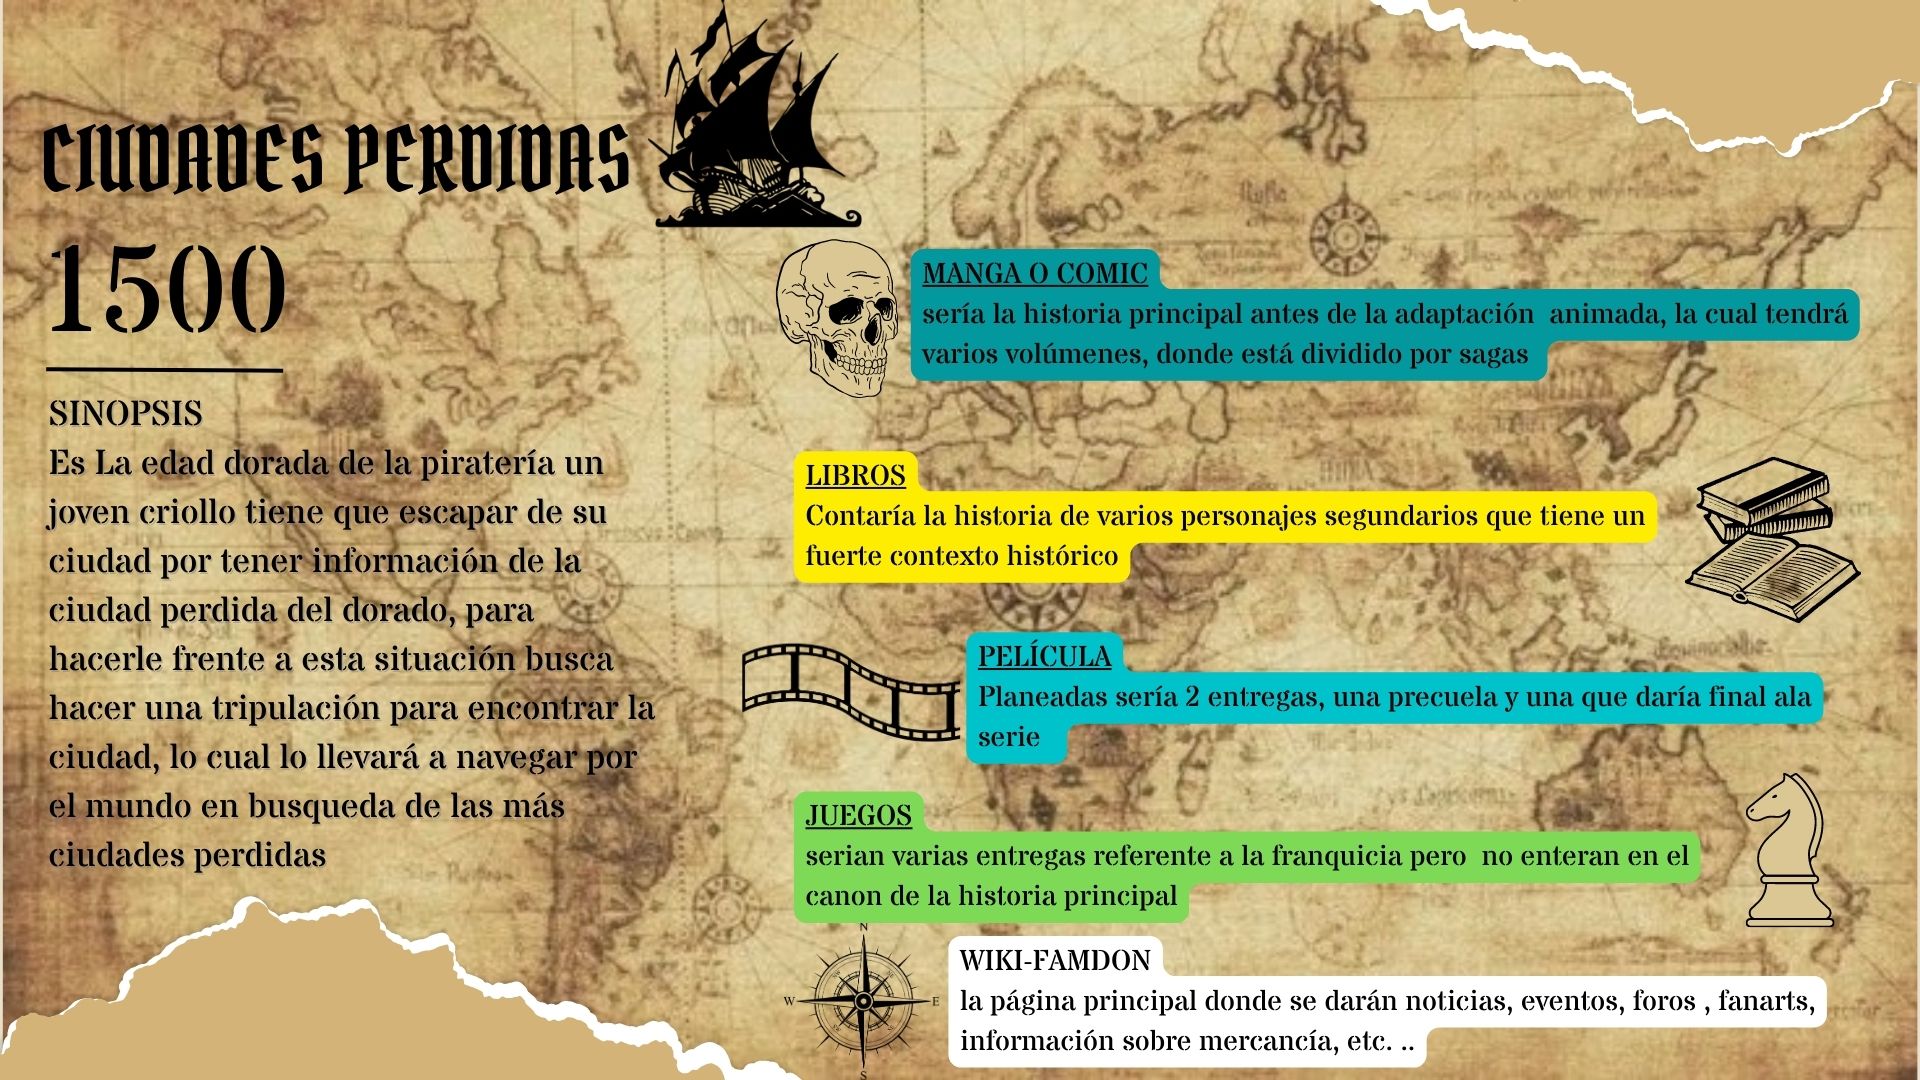 CIUDADES PERDIDAS
1500
SINOPSIS
Es La edad dorada de la piratería un
joven criollo tiene que escapar de su
ciudad por tener información de la
ciudad perdida del dorado, para
hacerle frente a esta situación busca
hacer una tripulación para encontrar la
ciudad, lo cual lo llevará a navegar por
el mundo en busqueda de las más
ciudades perdidas
MANGA O COMIC
sería la historia principal antes de la adaptación animada, la cual tendrá
varios volúmenes, donde está dividido por sagas
LIBROS
Contaría la historia de varios personajes segundarios que tiene un
fuerte contexto histórico
PELÍCULA
Planeadas sería 2 entregas, una precuela y una que daría final ala
serie
JUEGOS
serian varias entregas referente a la franquicia pero no enteran en el
canon de la historia principal
N
W E
S
WIKI-FAMDON
la página principal donde se darán noticias, eventos, foros , fanarts,
información sobre mercancía, etc. ..